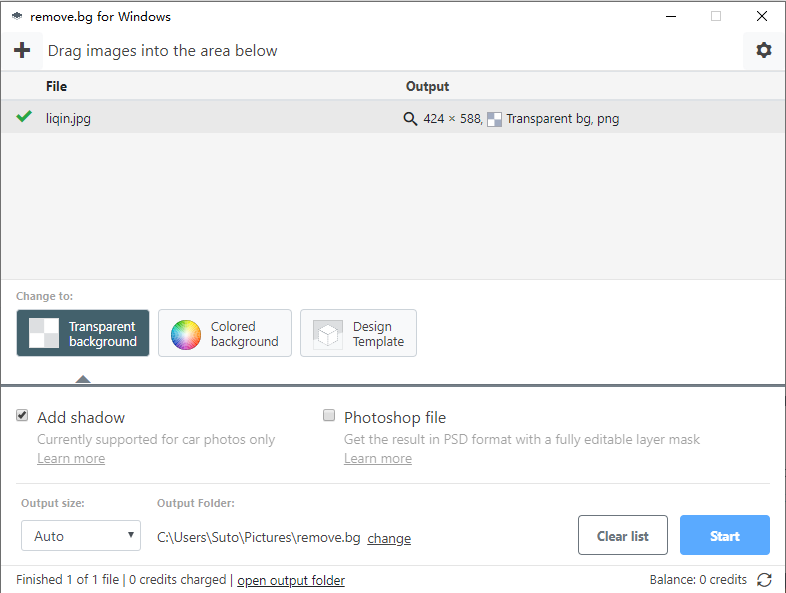 remove.bg for Windows
Drag images into the area below
File Output
liqin.jpg 424 × 588, Transparent bg, png
Change to:
Transparent background
Colored background
Design Template
Add shadow
Currently supported for car photos only
Learn more
Photoshop file
Get the result in PSD format with a fully editable layer mask
Learn more
Output size: Output Folder:
Auto C:\Users\Suto\Pictures\remove.bg change Clear list Start
Finished 1 of 1 file | 0 credits charged | open output folder Balance: 0 credits